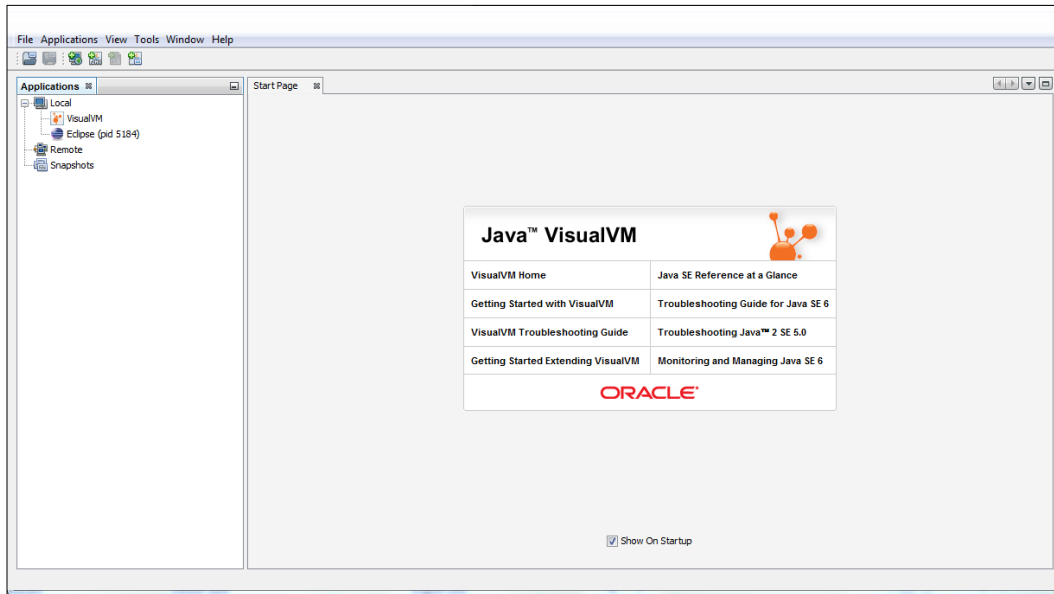 File Applications View Tools Window Help
Applications
Start Page
Local
VisualVM
Eclipse (pid 5184)
Remote
Snapshots
Java™ VisualVM
VisualVM Home
Java SE Reference at a Glance
Getting Started with VisualVM
Troubleshooting Guide for Java SE 6
VisualVM Troubleshooting Guide
Troubleshooting Java™ 2 SE 5.0
Getting Started Extending VisualVM
Monitoring and Managing Java SE 6
ORACLE
Show On Startup